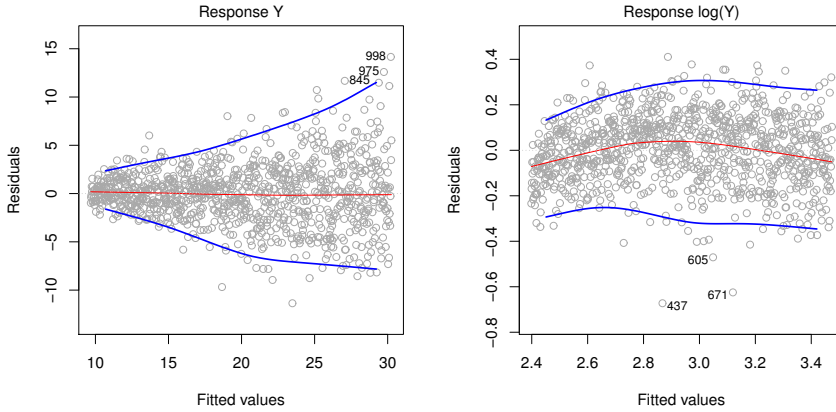 Response Y
998
975
845
15
10
5
0
−5
−10
Residuals
10 15 20 25 30
Fitted values
Response log(Y)
605
671
437
0.4
0.2
0.0
−0.2
−0.4
−0.6
−0.8
Residuals
2.4 2.6 2.8 3.0 3.2 3.4
Fitted values